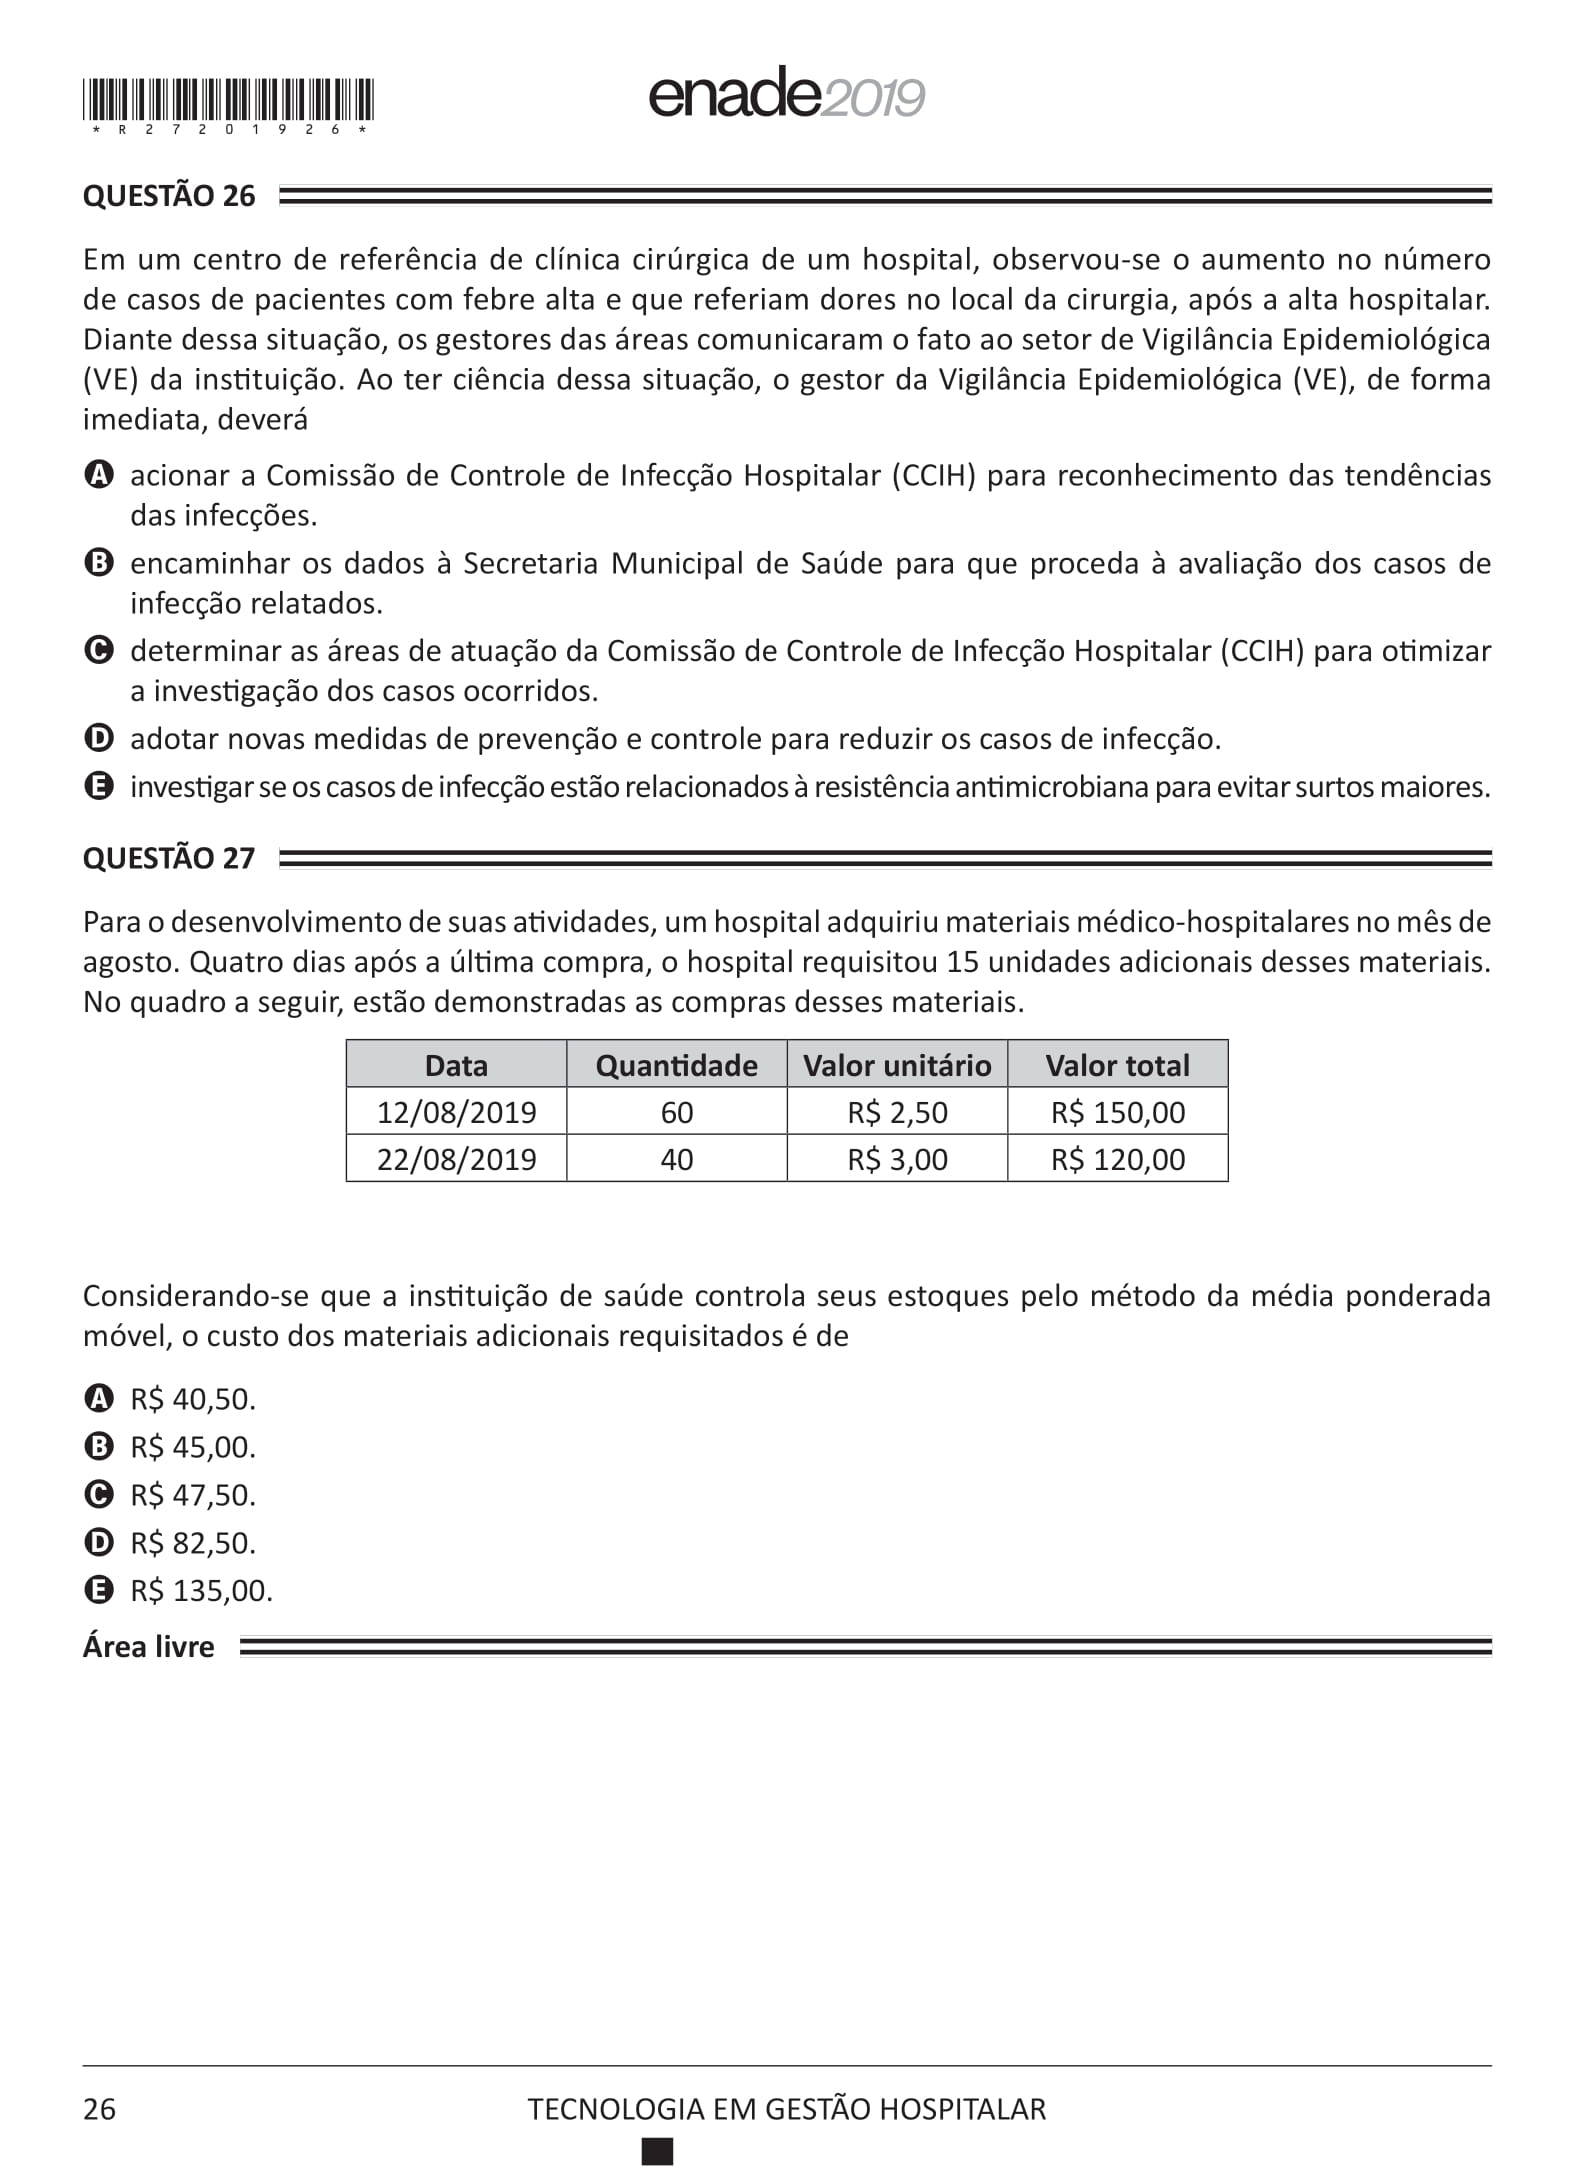 *R27201926*
enade2019
QUESTÃO 26
Em um centro de referência de clínica cirúrgica de um hospital, observou-se o aumento no número
de casos de pacientes com febre alta e que referiam dores no local da cirurgia, após a alta hospitalar.
Diante dessa situação, os gestores das áreas comunicaram o fato ao setor de Vigilância Epidemiológica
(VE) da instituição. Ao ter ciência dessa situação, o gestor da Vigilância Epidemiológica (VE), de forma
imediata, deverá
A acionar a Comissão de Controle de Infecção Hospitalar (CCIH) para reconhecimento das tendências
das infecções.
B encaminhar os dados à Secretaria Municipal de Saúde para que proceda à avaliação dos casos de
infecção relatados.
C determinar as áreas de atuação da Comissão de Controle de Infecção Hospitalar (CCIH) para otimizar
a investigação dos casos ocorridos.
D adotar novas medidas de prevenção e controle para reduzir os casos de infecção.
E investigar se os casos de infecção estão relacionados à resistência antimicrobiana para evitar surtos maiores.
QUESTÃO 27
Para o desenvolvimento de suas atividades, um hospital adquiriu materiais médico-hospitalares no mês de
agosto. Quatro dias após a última compra, o hospital requisitou 15 unidades adicionais desses materiais.
No quadro a seguir, estão demonstradas as compras desses materiais.
Data Quantidade Valor unitário Valor total
12/08/2019 60 R$ 2,50 R$ 150,00
22/08/2019 40 R$ 3,00 R$ 120,00
Considerando-se que a instituição de saúde controla seus estoques pelo método da média ponderada
móvel, o custo dos materiais adicionais requisitados é de
A R$ 40,50.
B R$ 45,00.
C R$ 47,50.
D R$ 82,50.
E R$ 135,00.
Área livre
26 TECNOLOGIA EM GESTÃO HOSPITALAR